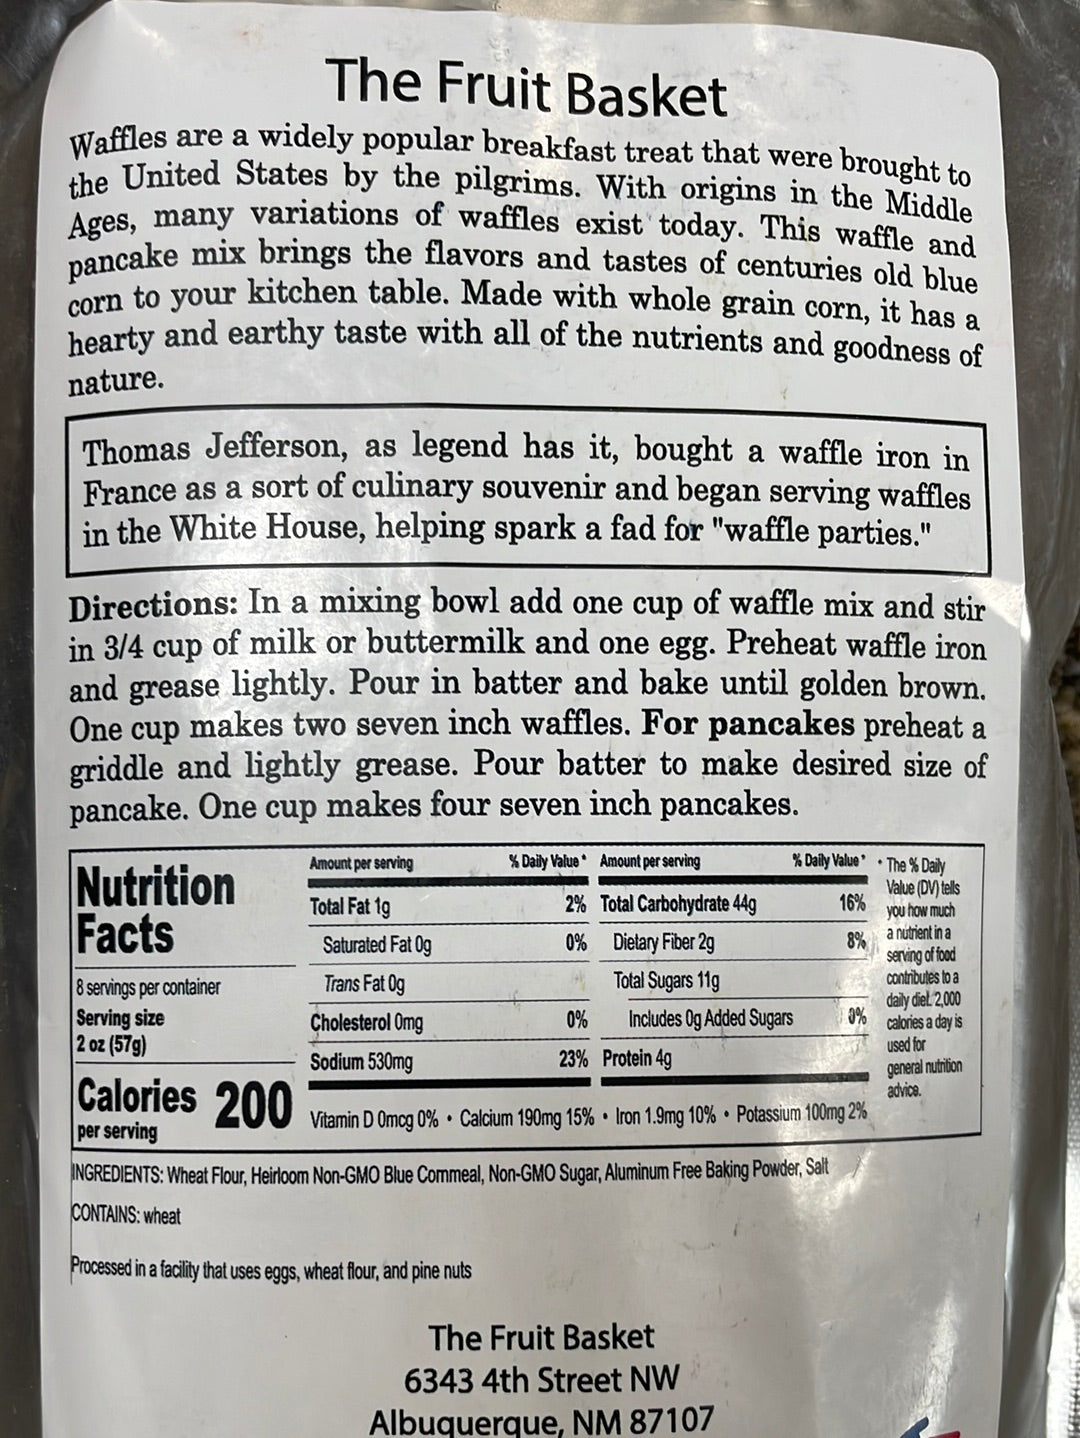 The Fruit Basket
Waffles are a widely popular breakfast treat that were brought to
the United States by the pilgrims. With origins in the Middle
Ages, many variations of waffles exist today. This waffle and
pancake mix brings the flavors and tastes of centuries old blue
corn to your kitchen table. Made with whole grain corn, it has a
hearty and earthy taste with all of the nutrients and goodness of
nature.
Thomas Jefferson, as legend has it, bought a waffle iron in
France as a sort of culinary souvenir and began serving waffles
in the White House, helping spark a fad for "waffle parties."
Directions: In a mixing bowl add one cup of waffle mix and stir
in 3/4 cup of milk or buttermilk and one egg. Preheat waffle iron
and grease lightly. Pour in batter and bake until golden brown.
One cup makes two seven inch waffles. For pancakes preheat a
griddle and lightly grease. Pour batter to make desired size of
pancake. One cup makes four seven inch pancakes.
Nutrition
Facts
8 servings per container
Serving size
2 oz (57g)
Calories 200
per serving
Amount per serving % Daily Value*
Total Fat 1g 2%
Saturated Fat 0g 0%
Trans Fat 0g
Cholesterol 0mg 0%
Sodium 530mg 23%
Amount per serving % Daily Value*
Total Carbohydrate 44g 16%
Dietary Fiber 2g 8%
Total Sugars 11g
Includes 0g Added Sugars 0%
Protein 4g
Vitamin D 0mcg 0% • Calcium 190mg 15% • Iron 1.9mg 10% • Potassium 100mg 2%
* The % Daily
Value (DV) tells
you how much
a nutrient in a
serving of food
contributes to a
daily diet. 2,000
calories a day is
used for
general nutrition
advice.
INGREDIENTS: Wheat Flour, Heirloom Non-GMO Blue Cornmeal, Non-GMO Sugar, Aluminum Free Baking Powder, Salt
CONTAINS: wheat
Processed in a facility that uses eggs, wheat flour, and pine nuts
The Fruit Basket
6343 4th Street NW
Albuquerque, NM 87107